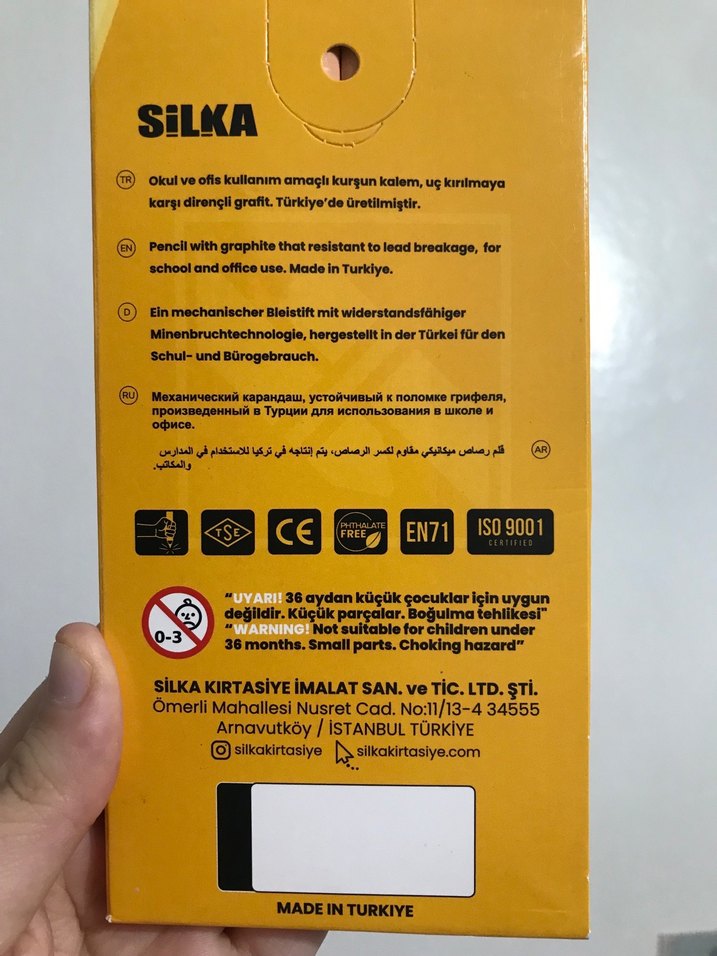 SiLKA
TR
Okul ve ofis kullanım amaçlı kurşun kalem, uç kırılmaya
karşı dirençli grafit. Türkiye'de üretilmiştir.
EN
Pencil with graphite that resistant to lead breakage, for
school and office use. Made in Turkiye.
D
Ein mechanischer Bleistift mit widerstandsfähiger
Minenbruchtechnologie, hergestellt in der Türkei für den
Schul- und Bürogebrauch.
RU
Механический карандаш, устойчивый к поломке грифеля,
произведенный в Турции для использования в школе и
офисе.
AR
قلم رصاص ميكانيكي مقاوم لكسر الرصاص، يتم إنتاجه في تركيا للاستخدام في المدارس
والمكاتب.
TSE
CE
PHTHALATE
FREE
EN71
ISO 9001
CERTIFIED
0-3
“UYARI! 36 aydan küçük çocuklar için uygun
değildir. Küçük parçalar. Boğulma tehlikesi"
“WARNING! Not suitable for children under
36 months. Small parts. Choking hazard”
SİLKA KIRTASİYE İMALAT SAN. ve TİC. LTD. ŞTİ.
Ömerli Mahallesi Nusret Cad. No:11/13-4 34555
Arnavutköy / İSTANBUL TÜRKİYE
silkakirtasiye silkakirtasiye.com
MADE IN TURKIYE